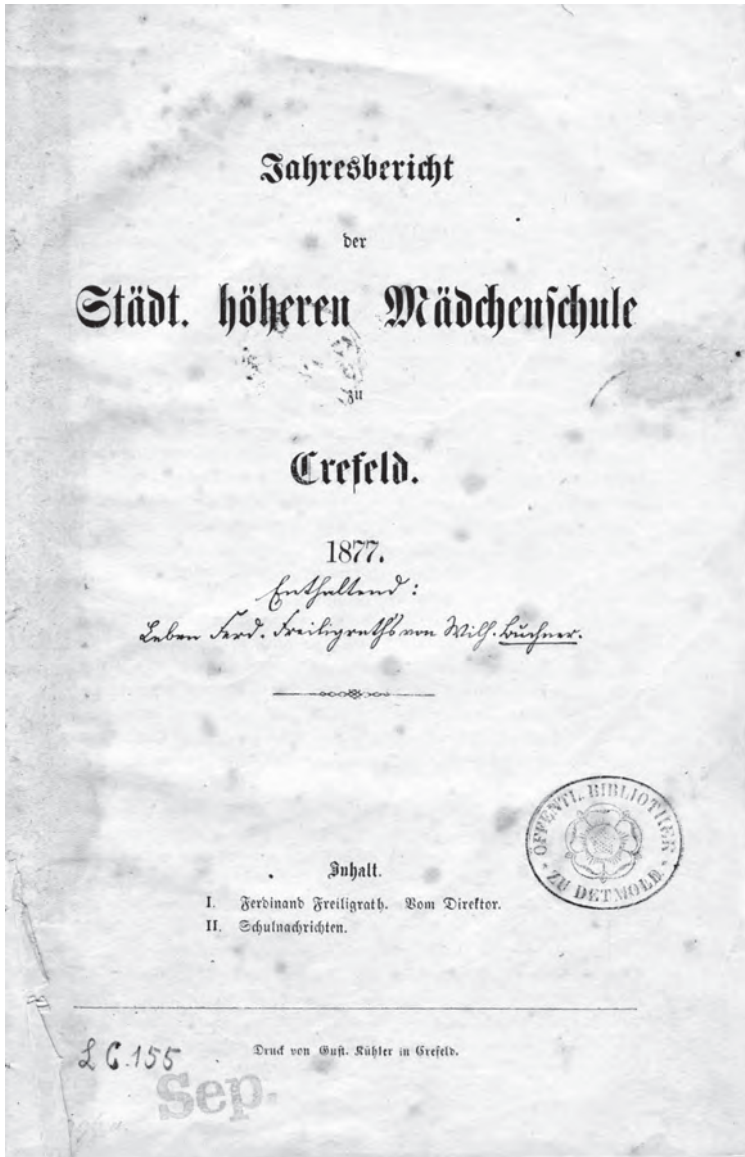 Jahresbericht
der
Städt. höheren Mädchenschule
zu
Crefeld.
1877.
Enthaltend:
Leben Ferd. Freiligrath's von Wilh. Buchner.
ÖFFENTL. BIBLIOTHEK
ZU DETMOLD.
Inhalt.
I. Ferdinand Freiligrath. Vom Direktor.
II. Schulnachrichten.
Druck von Gust. Kühler in Crefeld.
LC.155
Sep.